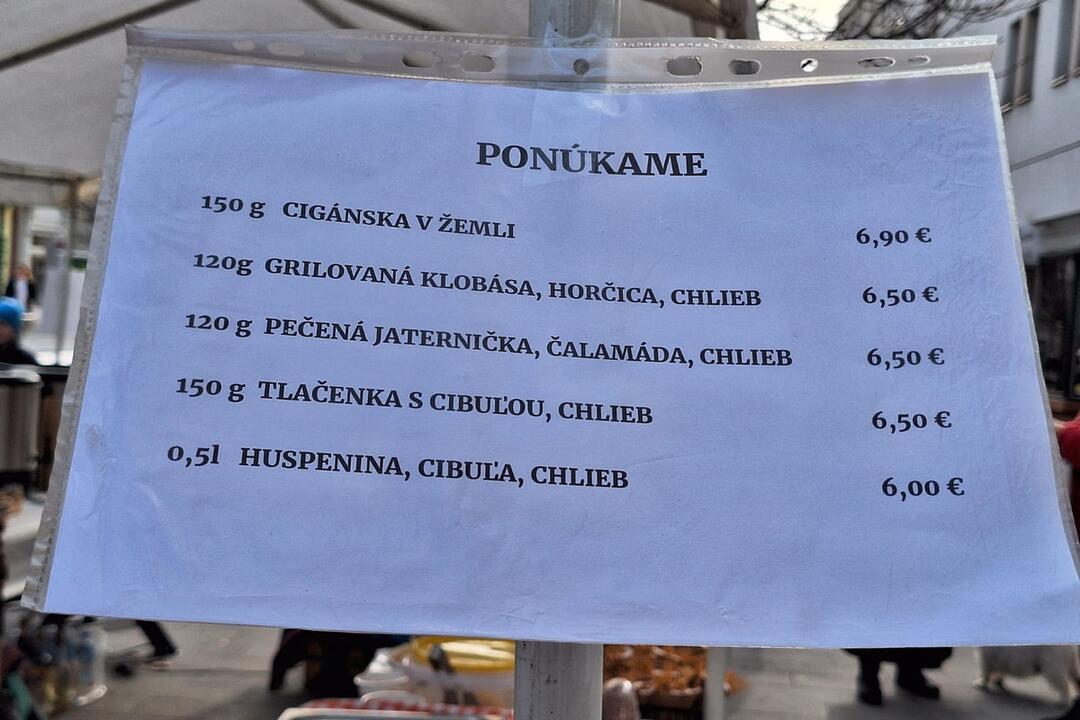 PONÚKAME
150 g CIGÁNSKA V ŽEMLI 6,90 €
120g GRILOVANÁ KLOBÁSA, HORČICA, CHLIEB 6,50 €
120 g PEČENÁ JATERNIČKA, ČALAMÁDA, CHLIEB 6,50 €
150 g TLAČENKA S CIBUĽOU, CHLIEB 6,50 €
0,5l HUSPENINA, CIBUĽA, CHLIEB 6,00 €